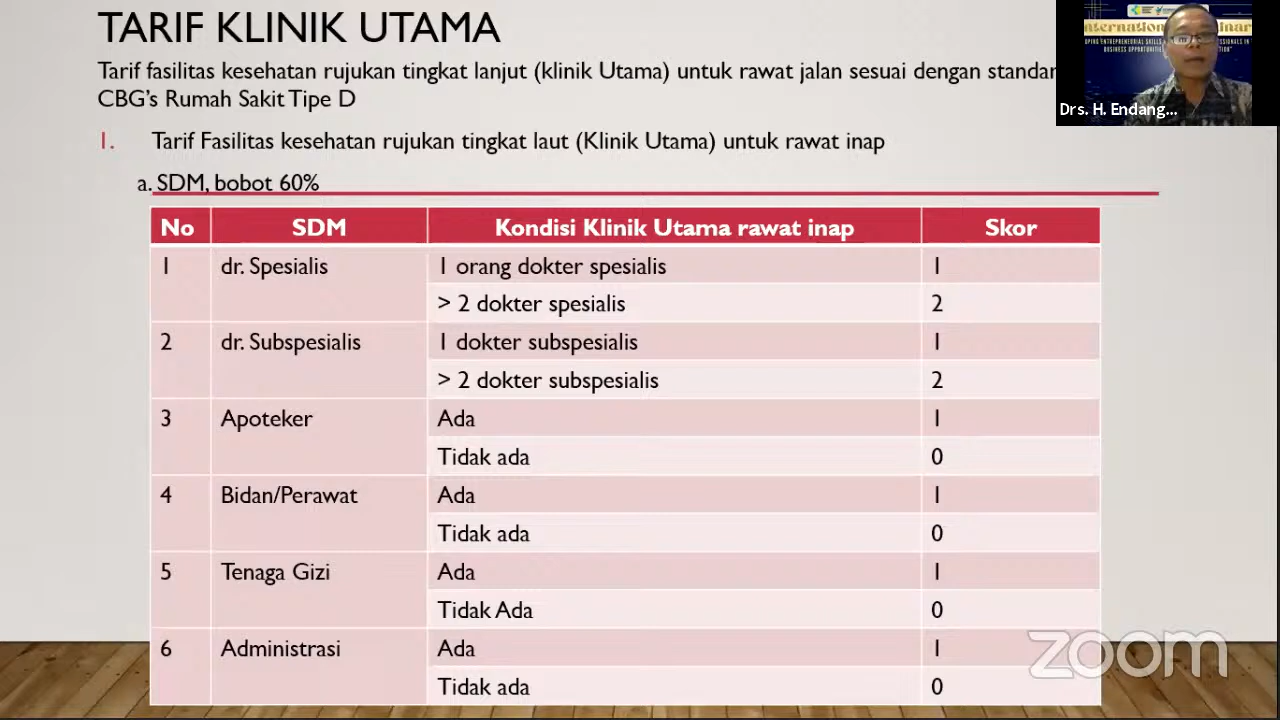 TARIF KLINIK UTAMA
Tarif fasilitas kesehatan rujukan tingkat lanjut (klinik Utama) untuk rawat jalan sesuai dengan standar
CBG's Rumah Sakit Tipe D
1. Tarif Fasilitas kesehatan rujukan tingkat laut (Klinik Utama) untuk rawat inap
a. SDM, bobot 60%
No SDM Kondisi Klinik Utama rawat inap Skor
1 dr. Spesialis 1 orang dokter spesialis 1
> 2 dokter spesialis 2
2 dr. Subspesialis 1 dokter subspesialis 1
> 2 dokter subspesialis 2
3 Apoteker Ada 1
Tidak ada 0
4 Bidan/Perawat Ada 1
Tidak ada 0
5 Tenaga Gizi Ada 1
Tidak Ada 0
6 Administrasi Ada 1
Tidak ada 0
Drs. H. Endang...
zoom